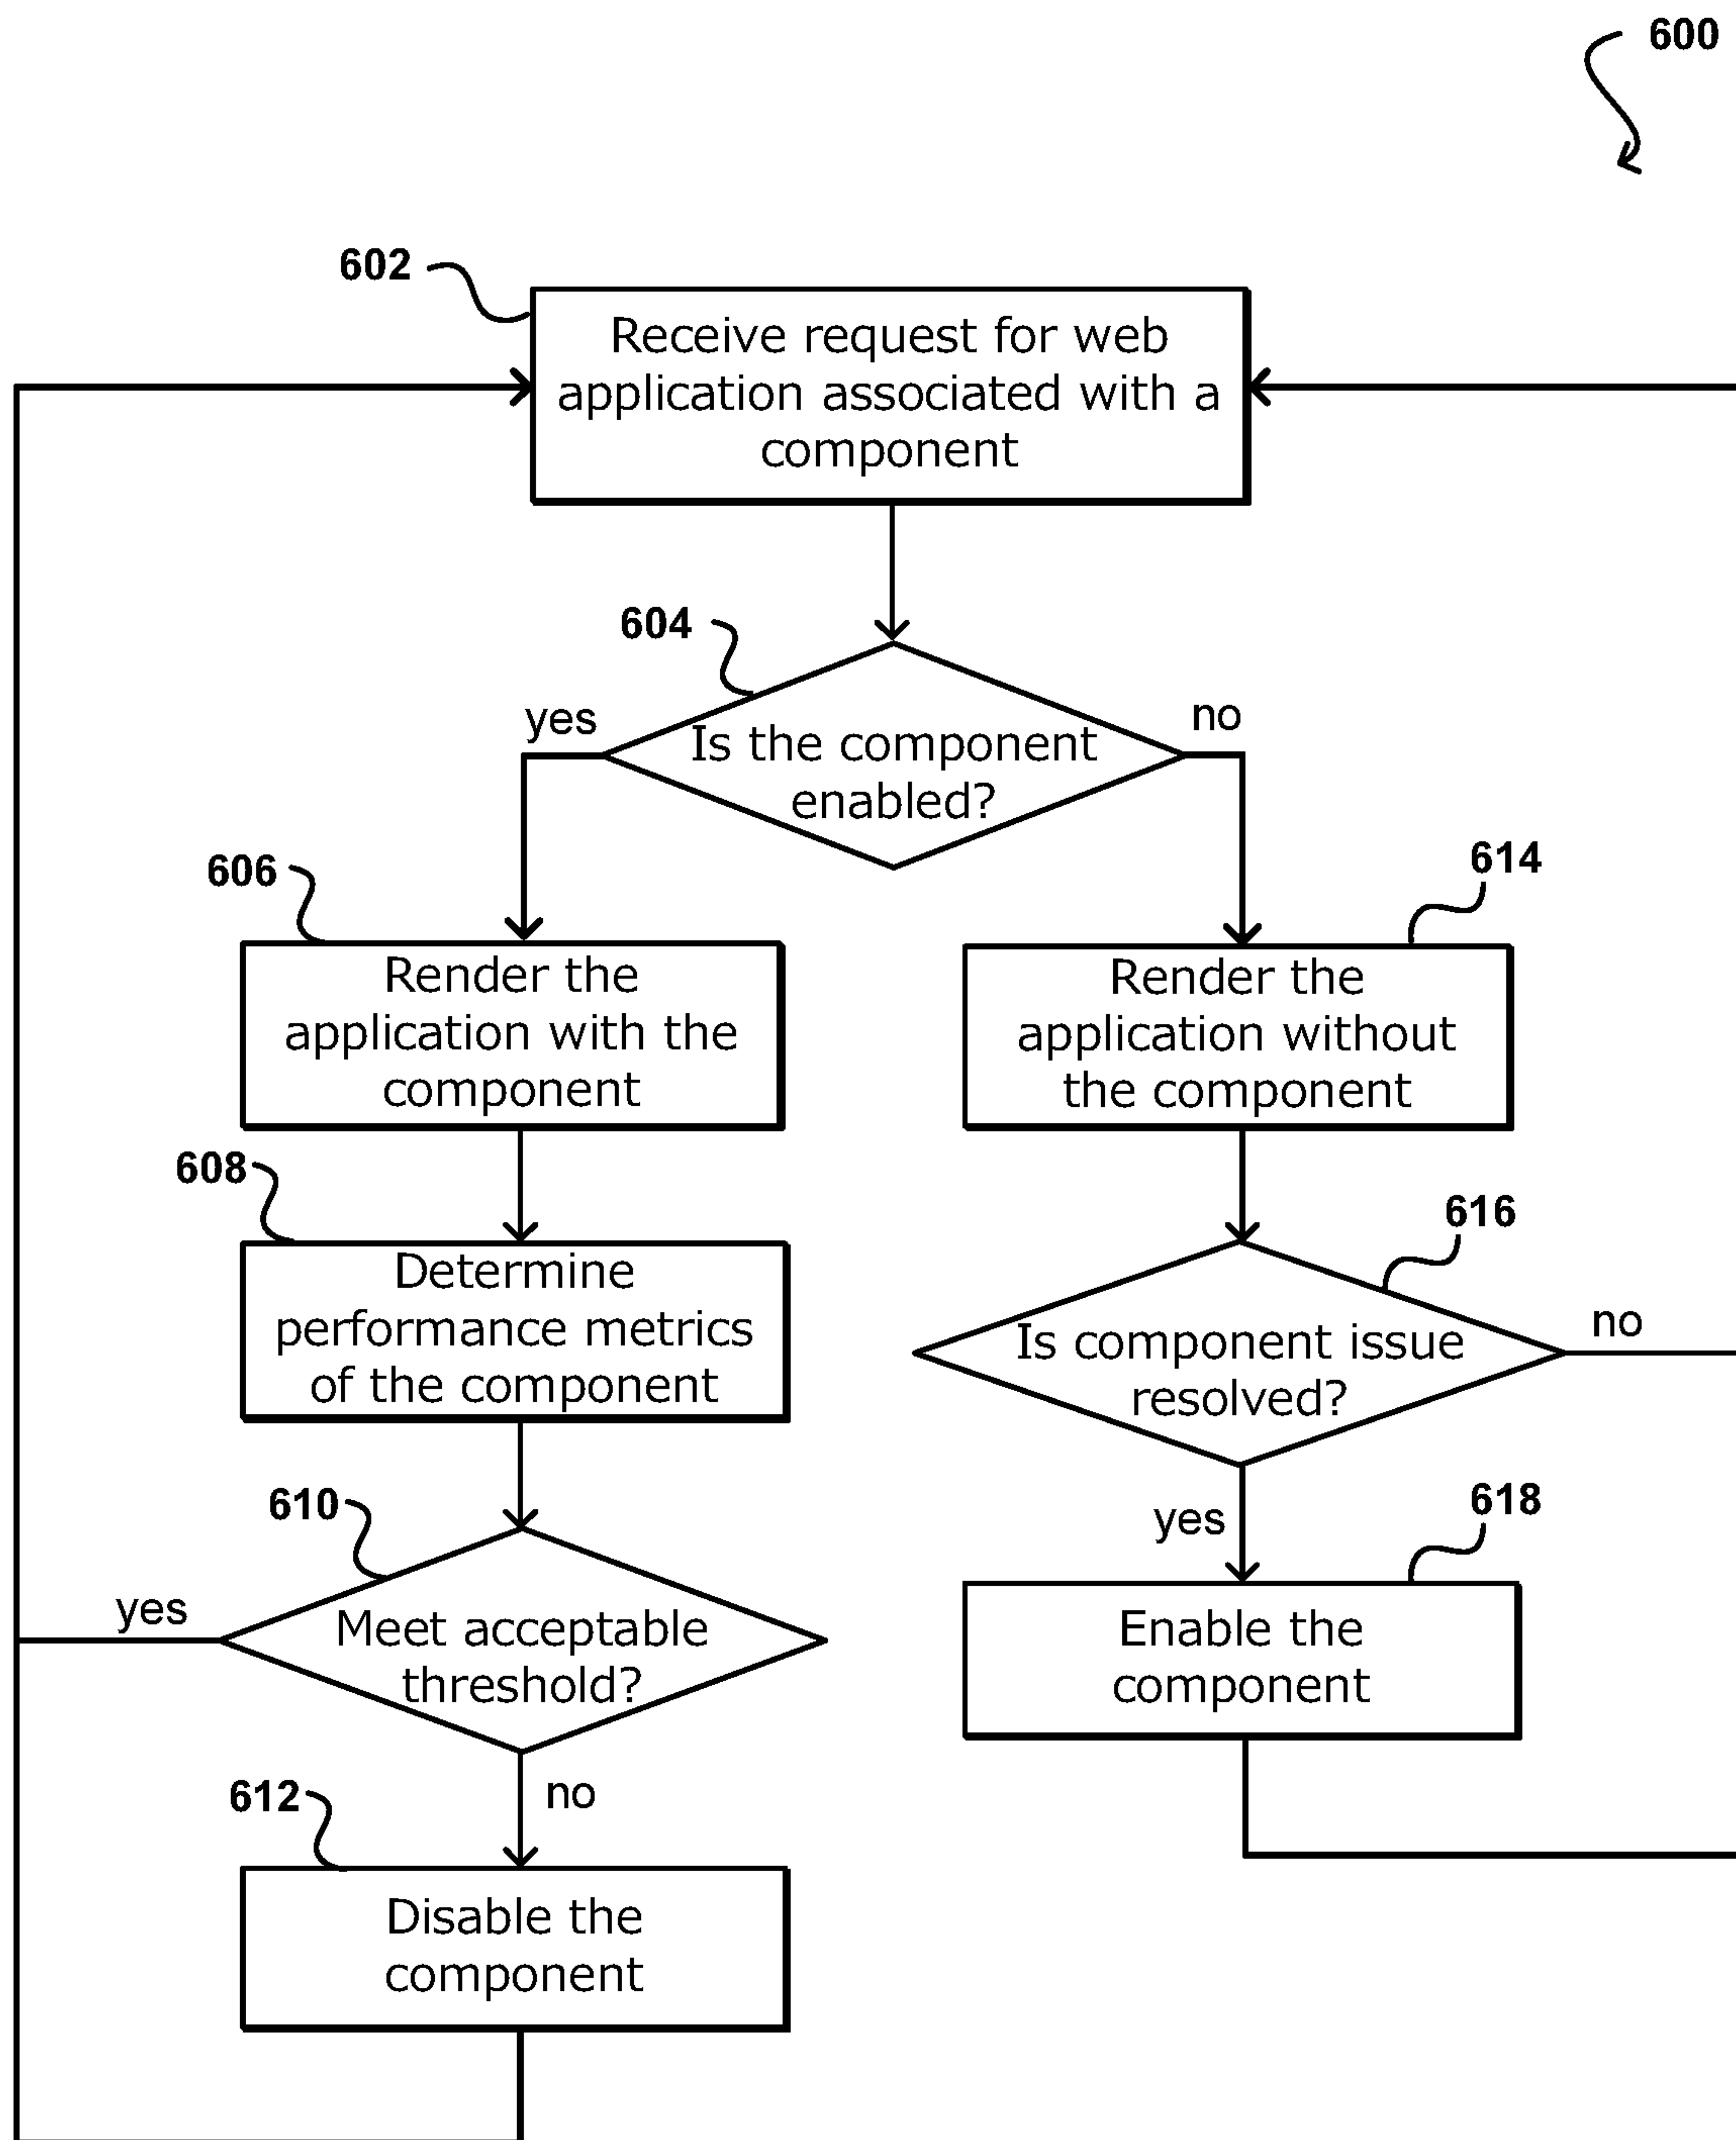 600
602
Receive request for web
application associated with a
component
604
yes
no
Is the component
enabled?
606
614
Render the
application with the
component
Render the
application without
the component
608
616
Determine
performance metrics
of the component
Is component issue
resolved?
no
610
618
yes
yes
Meet acceptable
threshold?
Enable the
component
612
no
Disable the
component